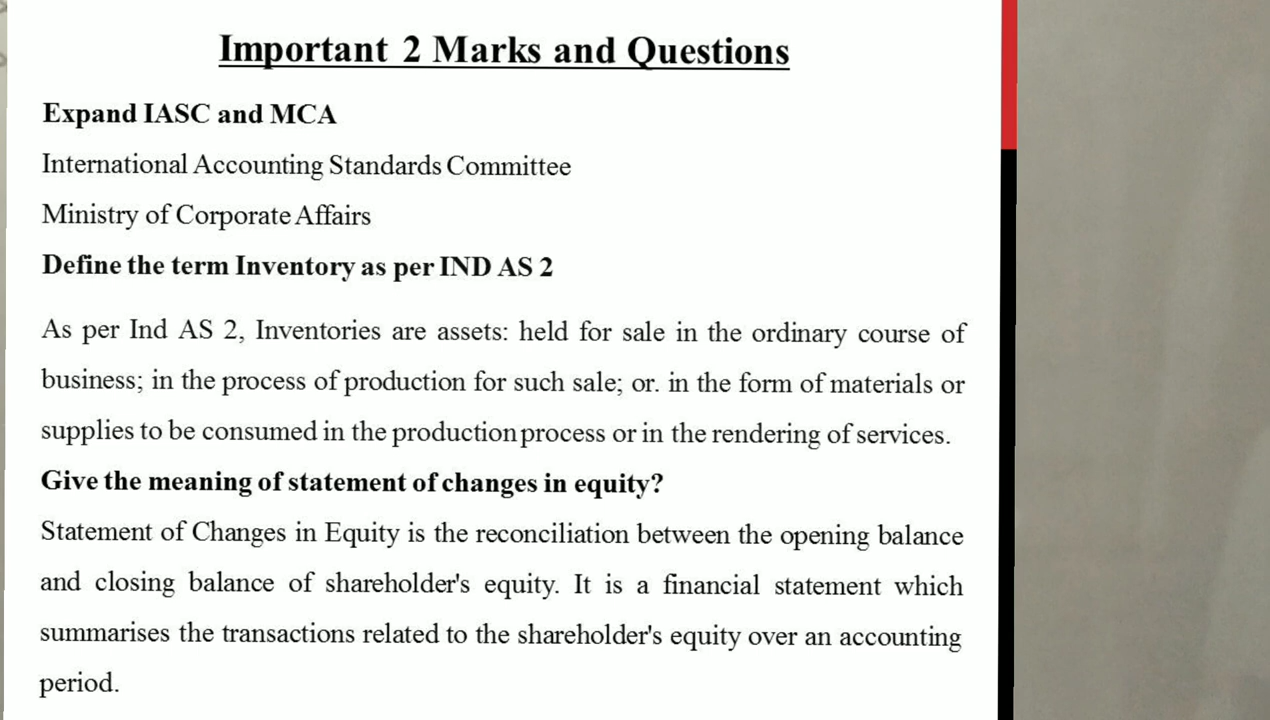 Important 2 Marks and Questions
Expand IASC and MCA
International Accounting Standards Committee
Ministry of Corporate Affairs
Define the term Inventory as per IND AS 2
As per Ind AS 2, Inventories are assets: held for sale in the ordinary course of
business; in the process of production for such sale; or. in the form of materials or
supplies to be consumed in the production process or in the rendering of services.
Give the meaning of statement of changes in equity?
Statement of Changes in Equity is the reconciliation between the opening balance
and closing balance of shareholder's equity. It is a financial statement which
summarises the transactions related to the shareholder's equity over an accounting
period.